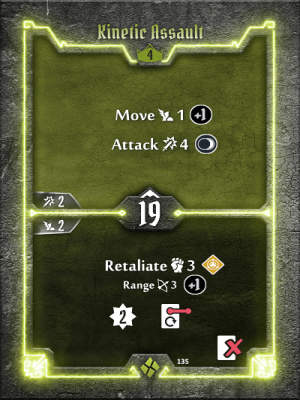 Kinetic Assault
4
Move 1 +1
Attack 4
2
19
2
Retaliate 3
Range 3 +1
2
135